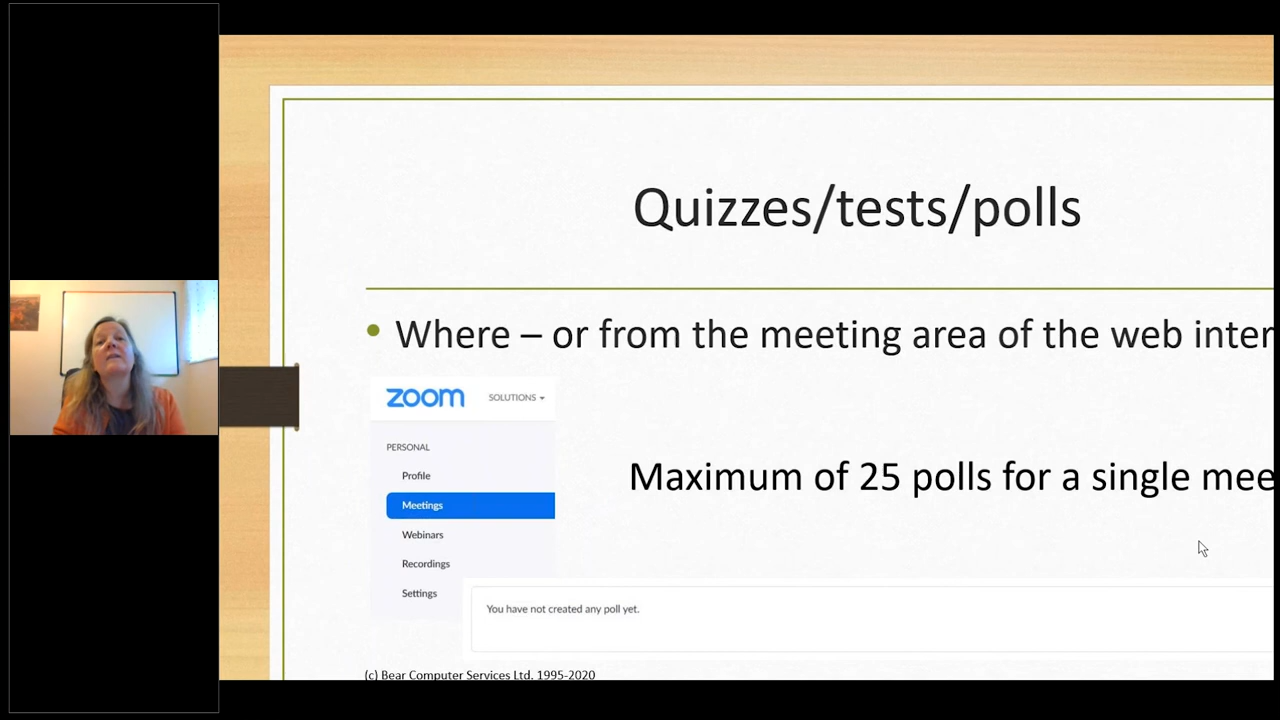 Quizzes/tests/polls
Where – or from the meeting area of the web inter
zoom SOLUTIONS
PERSONAL
Profile
Meetings
Maximum of 25 polls for a single mee
Webinars
Recordings
Settings
You have not created any poll yet.
(c) Bear Computer Services Ltd. 1995-2020